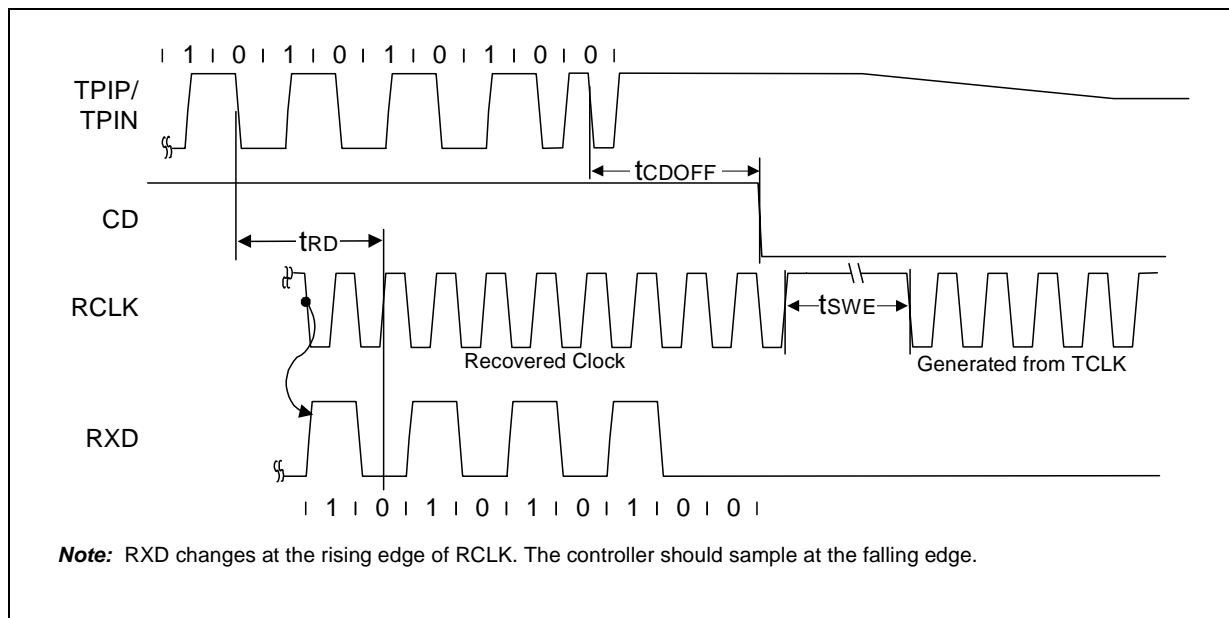 1 0 1 0 1 0 1 0 0
TPIP/
TPIN
tCDOFF
CD
tRD
RCLK
tSWE
Recovered Clock
Generated from TCLK
RXD
1 0 1 0 1 0 1 0 0
Note: RXD changes at the rising edge of RCLK. The controller should sample at the falling edge.